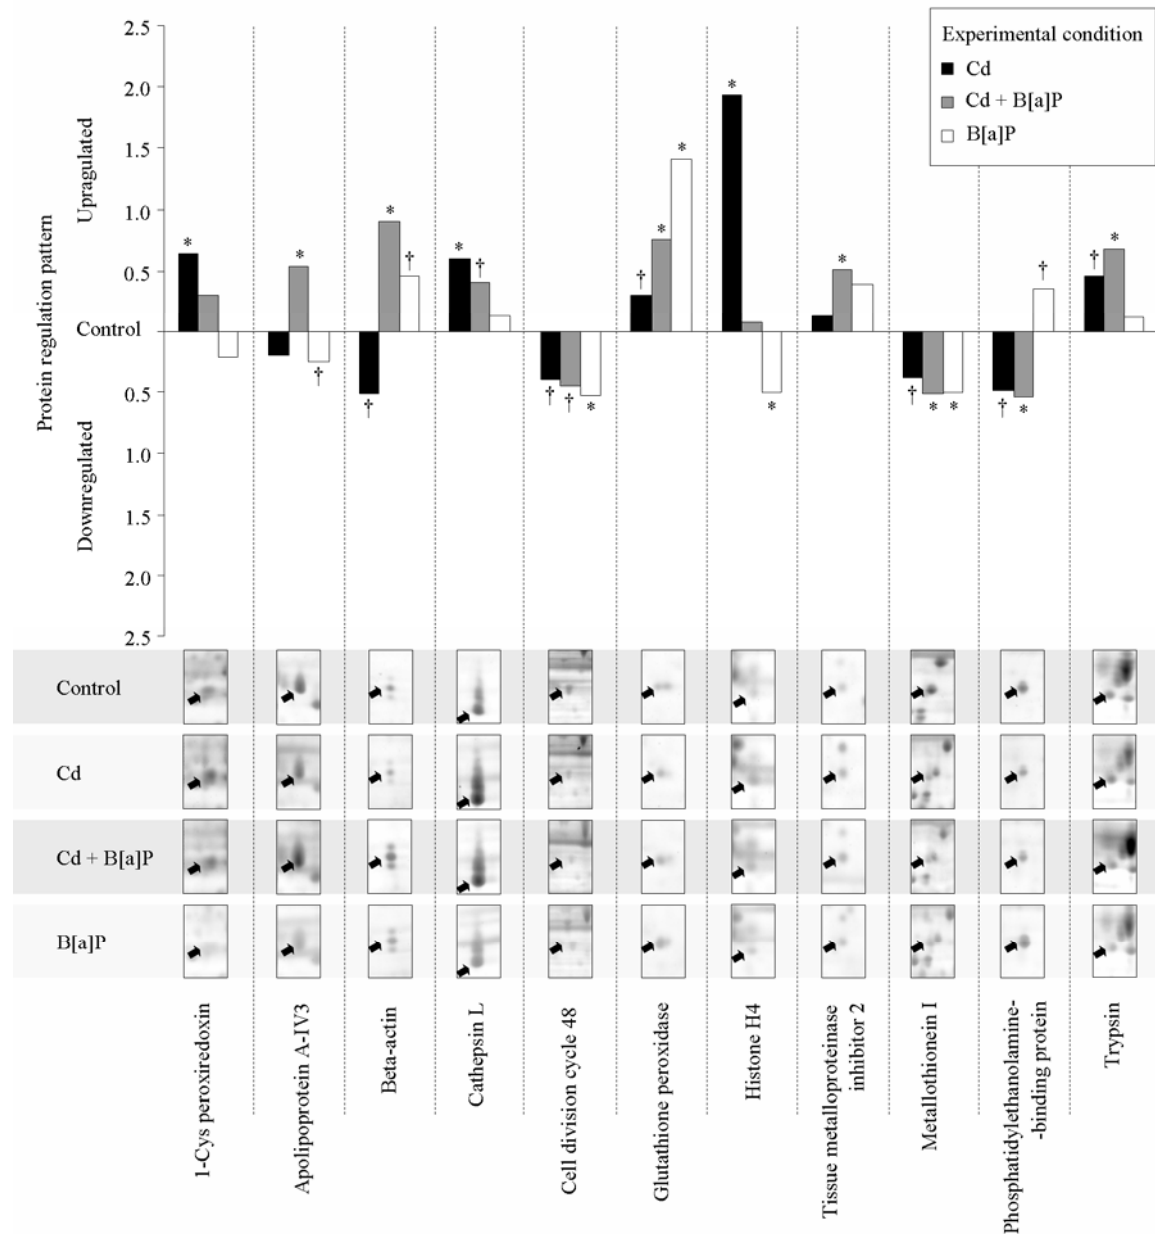 Experimental condition
Cd
Cd + B[a]P
B[a]P
Protein regulation pattern
Upragulated
Control
Downregulated
2.5
2.0
1.5
1.0
0.5
0.5
1.0
1.5
2.0
2.5
*
*
†
†
*
†
*
†
†
†
*
†
*
*
*
*
*
†
*
*
†
*
†
†
*
Control
Cd
Cd + B[a]P
B[a]P
1-Cys peroxiredoxin
Apolipoprotein A-IV3
Beta-actin
Cathepsin L
Cell division cycle 48
Glutathione peroxidase
Histone H4
Tissue metalloproteinase
inhibitor 2
Metallothionein I
Phosphatidylethanolamine-
-binding protein
Trypsin